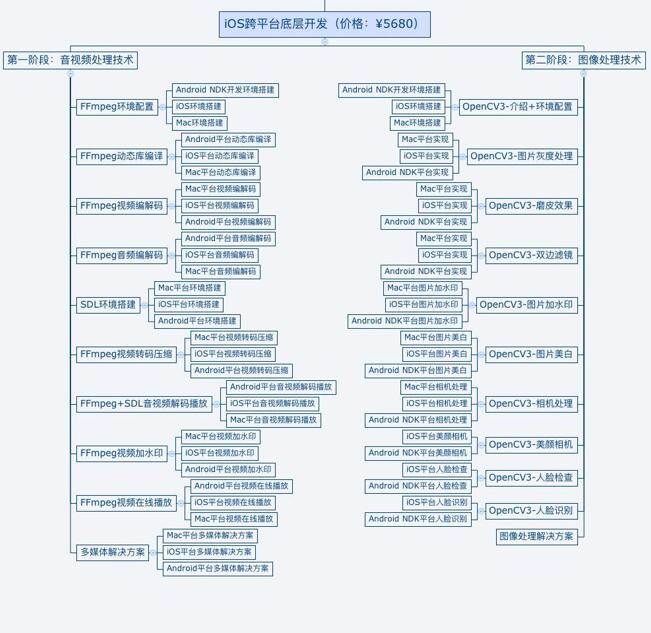 iOS跨平台底层开发（价格：¥5680）
第一阶段：音视频处理技术
FFmpeg环境配置
Android NDK开发环境搭建
iOS环境搭建
Mac环境搭建
FFmpeg动态库编译
Android平台动态库编译
iOS平台动态库编译
Mac平台动态库编译
FFmpeg视频编解码
Mac平台视频编解码
iOS平台视频编解码
Android平台视频编解码
FFmpeg音频编解码
Android平台音频编解码
iOS平台音频编解码
Mac平台音频编解码
SDL环境搭建
Mac平台环境搭建
iOS平台环境搭建
Android平台环境搭建
FFmpeg视频转码压缩
Mac平台视频转码压缩
iOS平台视频转码压缩
Android平台视频转码压缩
FFmpeg+SDL音视频解码播放
Android平台音视频解码播放
iOS平台音视频解码播放
Mac平台音视频解码播放
FFmpeg视频加水印
Mac平台视频加水印
iOS平台视频加水印
Android平台视频加水印
FFmpeg视频在线播放
Android平台视频在线播放
iOS平台视频在线播放
Mac平台视频在线播放
多媒体解决方案
Mac平台多媒体解决方案
iOS平台多媒体解决方案
Android平台多媒体解决方案
第二阶段：图像处理技术
OpenCV3-介绍+环境配置
Android NDK开发环境搭建
iOS环境搭建
Mac环境搭建
OpenCV3-图片灰度处理
Mac平台实现
iOS平台实现
Android NDK平台实现
OpenCV3-磨皮效果
Mac平台实现
iOS平台实现
Android NDK平台实现
OpenCV3-双边滤镜
Mac平台实现
iOS平台实现
Android NDK平台实现
OpenCV3-图片加水印
Mac平台图片加水印
iOS平台图片加水印
Android NDK平台图片加水印
OpenCV3-图片美白
Mac平台图片美白
iOS平台图片美白
Android NDK平台图片美白
OpenCV3-相机处理
Mac平台相机处理
iOS平台相机处理
Android NDK平台相机处理
OpenCV3-美颜相机
iOS平台美颜相机
Android NDK平台美颜相机
OpenCV3-人脸检查
iOS平台人脸检查
Android NDK平台人脸检查
OpenCV3-人脸识别
iOS平台人脸识别
Android NDK平台人脸识别
图像处理解决方案